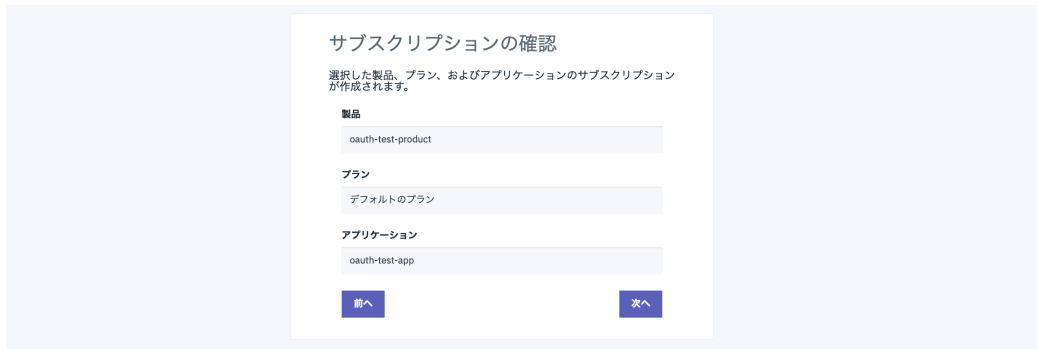 サブスクリプションの確認
選択した製品、プラン、およびアプリケーションのサブスクリプション
が作成されます。
製品
oauth-test-product
プラン
デフォルトのプラン
アプリケーション
oauth-test-app
前へ
次へ